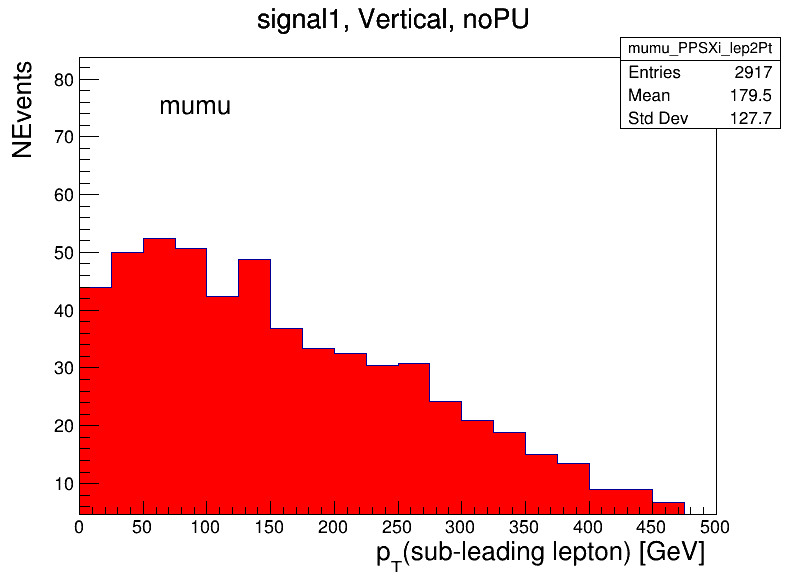 signal1, Vertical, noPU
mumu_PPSXi_lep2Pt
Entries 2917
Mean 179.5
Std Dev 127.7
NEvents
mumu
80
70
60
50
40
30
20
10
0 50 100 150 200 250 300 350 400 450 500
p_T(sub-leading lepton) [GeV]